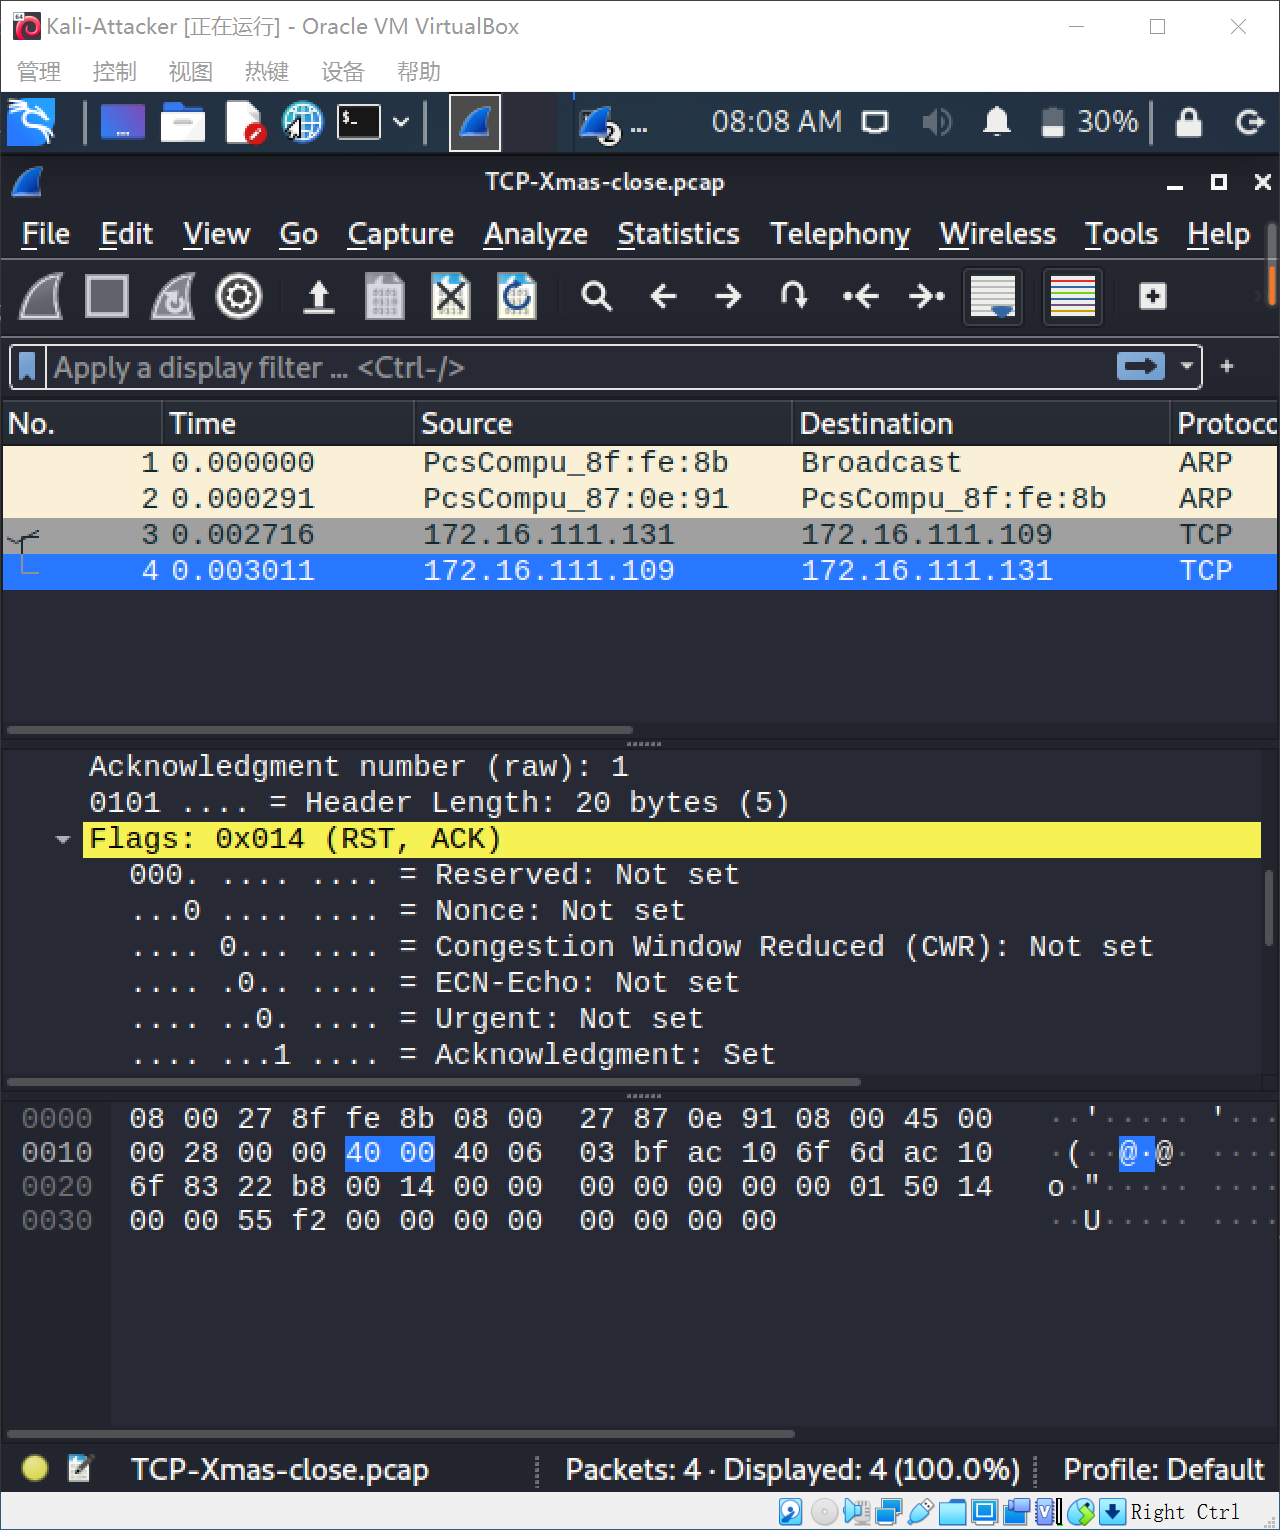 Kali-Attacker [正在运行] - Oracle VM VirtualBox
管理 控制 视图 热键 设备 帮助
08:08 AM 30%
TCP-Xmas-close.pcap
File Edit View Go Capture Analyze Statistics Telephony Wireless Tools Help
Apply a display filter ... <Ctrl-/>
No. Time Source Destination Protoco
1 0.000000 PcsCompu_8f:fe:8b Broadcast ARP
2 0.000291 PcsCompu_87:0e:91 PcsCompu_8f:fe:8b ARP
3 0.002716 172.16.111.131 172.16.111.109 TCP
4 0.003011 172.16.111.109 172.16.111.131 TCP
Acknowledgment number (raw): 1
0101 .... = Header Length: 20 bytes (5)
Flags: 0x014 (RST, ACK)
000. .... .... = Reserved: Not set
...0 .... .... = Nonce: Not set
.... 0... .... = Congestion Window Reduced (CWR): Not set
.... .0.. .... = ECN-Echo: Not set
.... ..0. .... = Urgent: Not set
.... ...1 .... = Acknowledgment: Set
0000 08 00 27 8f fe 8b 08 00 27 87 0e 91 08 00 45 00 ··'····· '···
0010 00 28 00 00 40 00 40 06 03 bf ac 10 6f 6d ac 10 ·(··@·@· ····
0020 6f 83 22 b8 00 14 00 00 00 00 00 00 00 01 50 14 o·"····· ····
0030 00 00 55 f2 00 00 00 00 00 00 00 00 ··U····· ····
TCP-Xmas-close.pcap Packets: 4 · Displayed: 4 (100.0%) Profile: Default
Right Ctrl